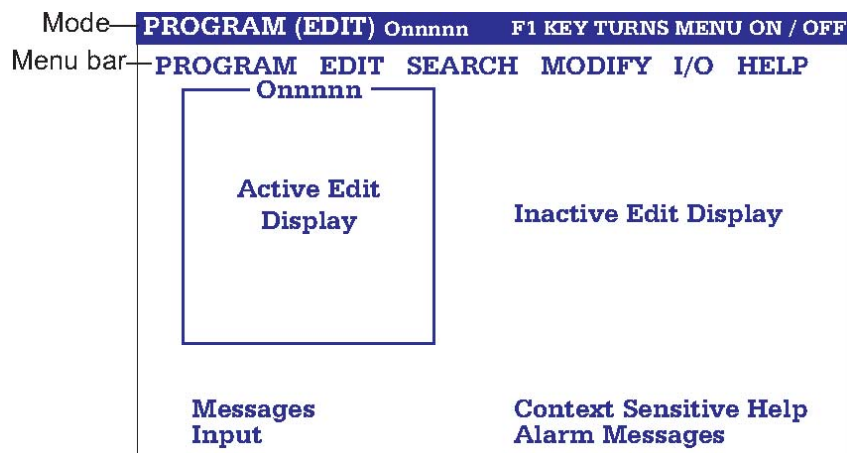 Mode PROGRAM (EDIT) Onnnnn F1 KEY TURNS MENU ON / OFF
Menu bar PROGRAM EDIT SEARCH MODIFY I/O HELP
Onnnnn
Active Edit
Display
Inactive Edit Display
Messages
Input
Context Sensitive Help
Alarm Messages